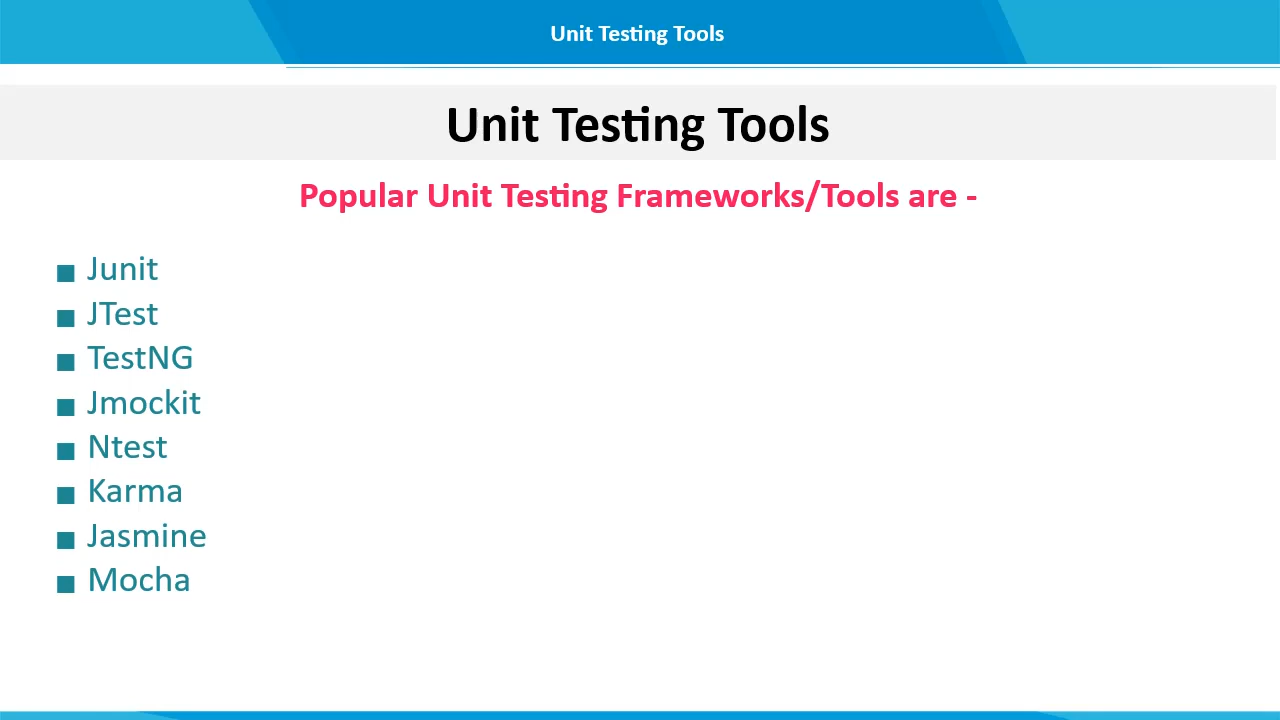 Unit Testing Tools
Unit Testing Tools
Popular Unit Testing Frameworks/Tools are -
Junit
JTest
TestNG
Jmockit
Ntest
Karma
Jasmine
Mocha